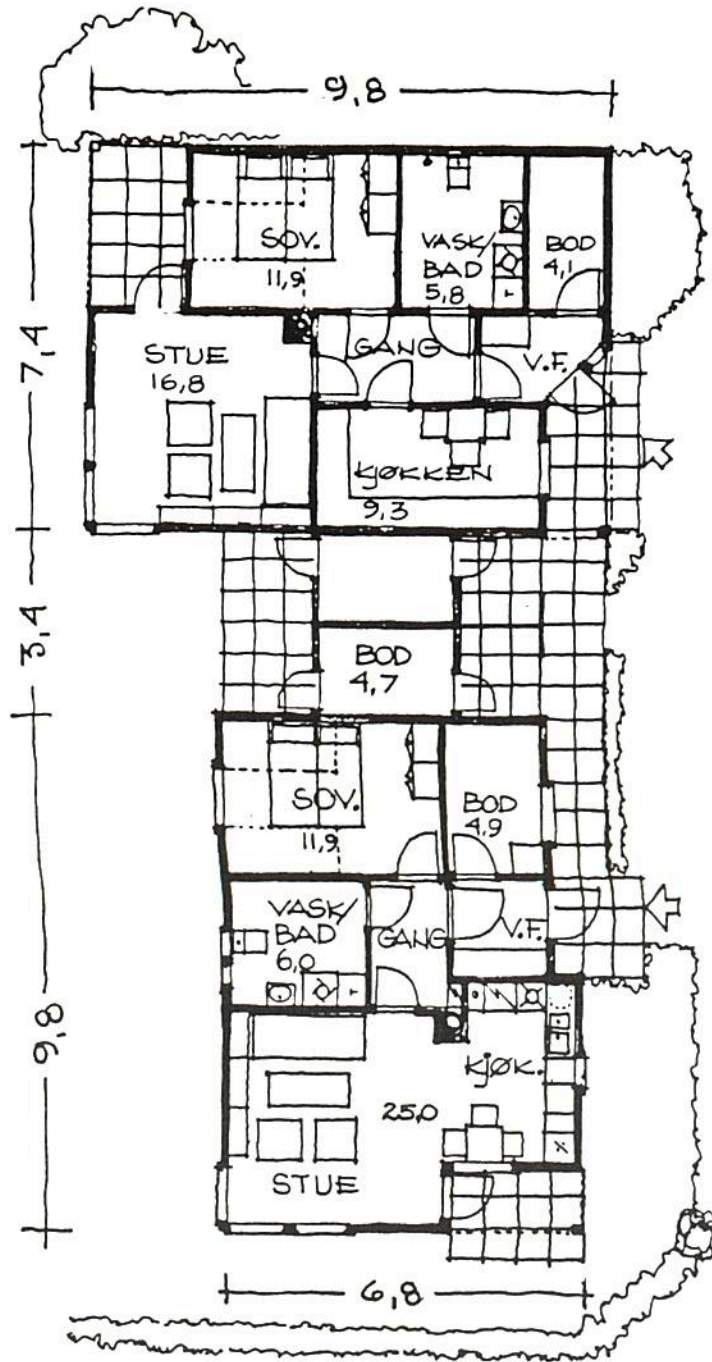 9,8
SOV.
11,9
VASK/
BAD
5,8
BOD
4,1
7,4
STUE
16,8
GANG
V.F.
KJØKKEN
9,3
3,4
BOD
4,7
SOV.
11,9
BOD
4,9
VASK/
BAD
6,0
GANG
V.F.
9,8
KJØK.
25,0
STUE
6,8